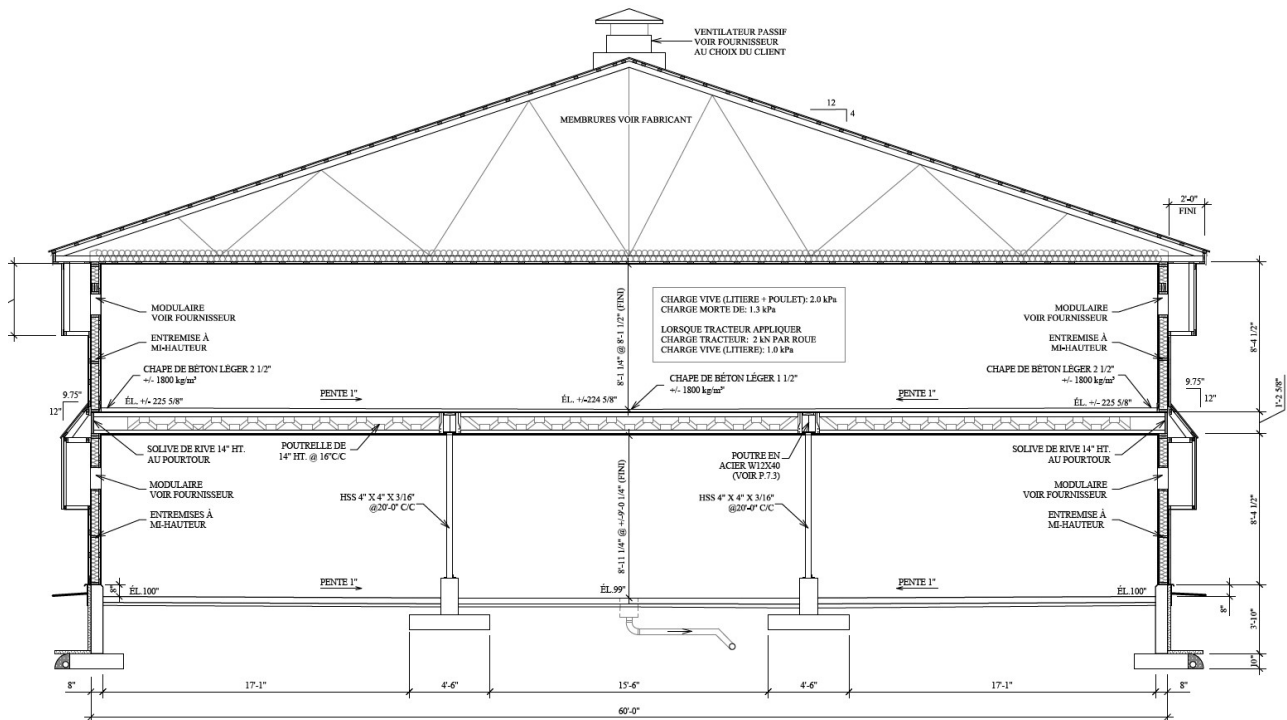 VENTILATEUR PASSIF
VOIR FOURNISSEUR
AU CHOIX DU CLIENT
12
4
MEMBRURES VOIR FABRICANT
2'-0"
FINI
MODULAIRE
VOIR FOURNISSEUR
ENTREMISE À
MI-HAUTEUR
CHAPE DE BÉTON LÉGER 2 1/2"
+/- 1800 kg/m³
9.75"
12"
ÉL. +/- 225 5/8"
PENTE 1"
8'-1 1/4" @ 8'-1 1/2" (FINI)
CHARGE VIVE (LITIERE + POULET): 2.0 kPa
CHARGE MORTE DE: 1.3 kPa
LORSQUE TRACTEUR APPLIQUER
CHARGE TRACTEUR: 2 kN PAR ROUE
CHARGE VIVE (LITIERE): 1.0 kPa
ÉL. +/-224 5/8"
CHAPE DE BÉTON LÉGER 1 1/2"
+/- 1800 kg/m³
PENTE 1"
MODULAIRE
VOIR FOURNISSEUR
ENTREMISE À
MI-HAUTEUR
CHAPE DE BÉTON LÉGER 2 1/2"
+/- 1800 kg/m³
ÉL. +/- 225 5/8"
9.75"
12"
8'-4 1/2"
1'-2 5/8"
SOLIVE DE RIVE 14" HT.
AU POURTOUR
POUTRELLE DE
14" HT. @ 16"C/C
MODULAIRE
VOIR FOURNISSEUR
ENTREMISES À
MI-HAUTEUR
HSS 4" X 4" X 3/16"
@20'-0" C/C
8'-11 1/4" @ +/-9'-0 1/4" (FINI)
POUTRE EN
ACIER W12X40
(VOIR P.7.3)
HSS 4" X 4" X 3/16"
@20'-0" C/C
SOLIVE DE RIVE 14" HT.
AU POURTOUR
MODULAIRE
VOIR FOURNISSEUR
ENTREMISE À
MI-HAUTEUR
8'-4 1/2"
8"
ÉL.100"
PENTE 1"
ÉL.99"
PENTE 1"
ÉL.100"
8"
3'-10"
10"
8"
17'-1"
4'-6"
15'-6"
4'-6"
17'-1"
8"
60'-0"